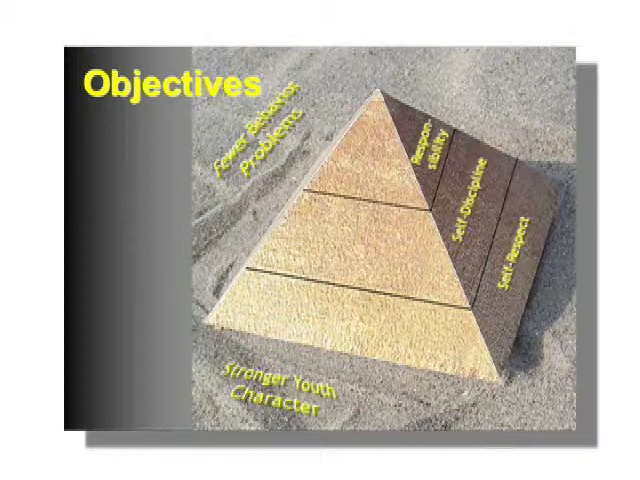 Objectives
Fewer Behavior
Problems
Respon-
sibility
Self-Discipline
Self-Respect
Stronger Youth
Character